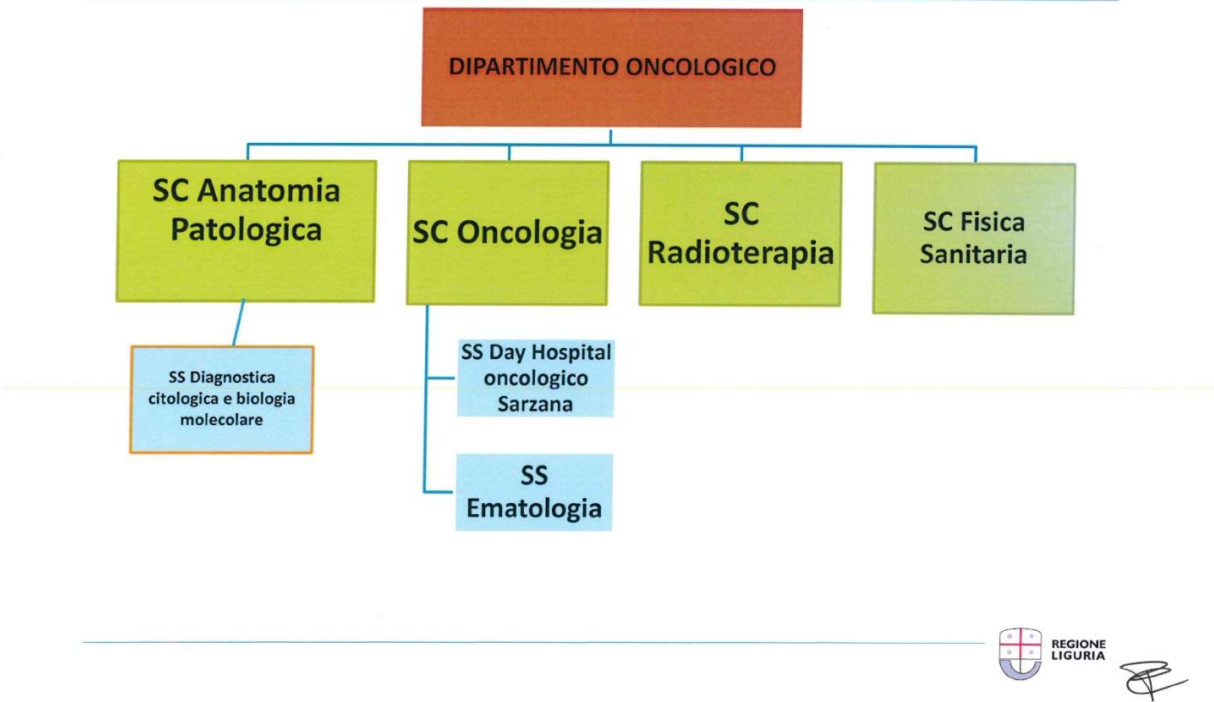 DIPARTIMENTO ONCOLOGICO
SC Anatomia
Patologica
SC Oncologia
SC
Radioterapia
SC Fisica
Sanitaria
SS Diagnostica
citologica e biologia
molecolare
SS Day Hospital
oncologico
Sarzana
SS
Ematologia
REGIONE
LIGURIA